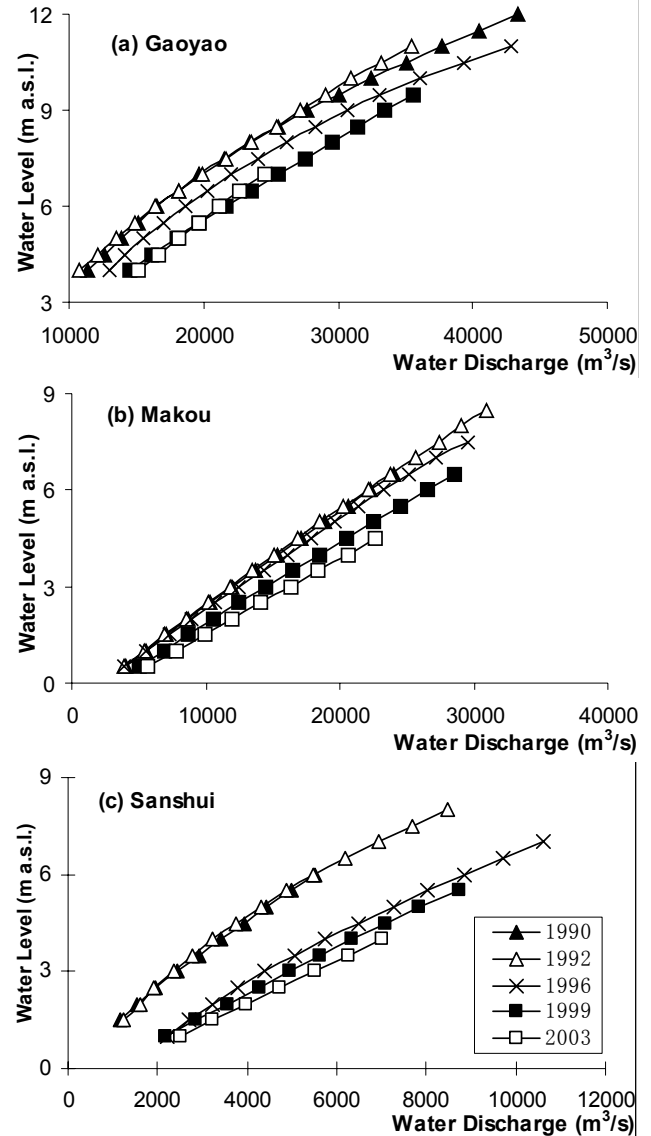 (a) Gaoyao
Water Level (m a.s.l.)
12
9
6
3
10000 20000 30000 40000 50000
Water Discharge (m³/s)
(b) Makou
Water Level (m a.s.l.)
9
6
3
0
0 10000 20000 30000 40000
Water Discharge (m³/s)
(c) Sanshui
Water Level (m a.s.l.)
9
6
3
0
1990
1992
1996
1999
2003
0 2000 4000 6000 8000 10000 12000
Water Discharge (m³/s)